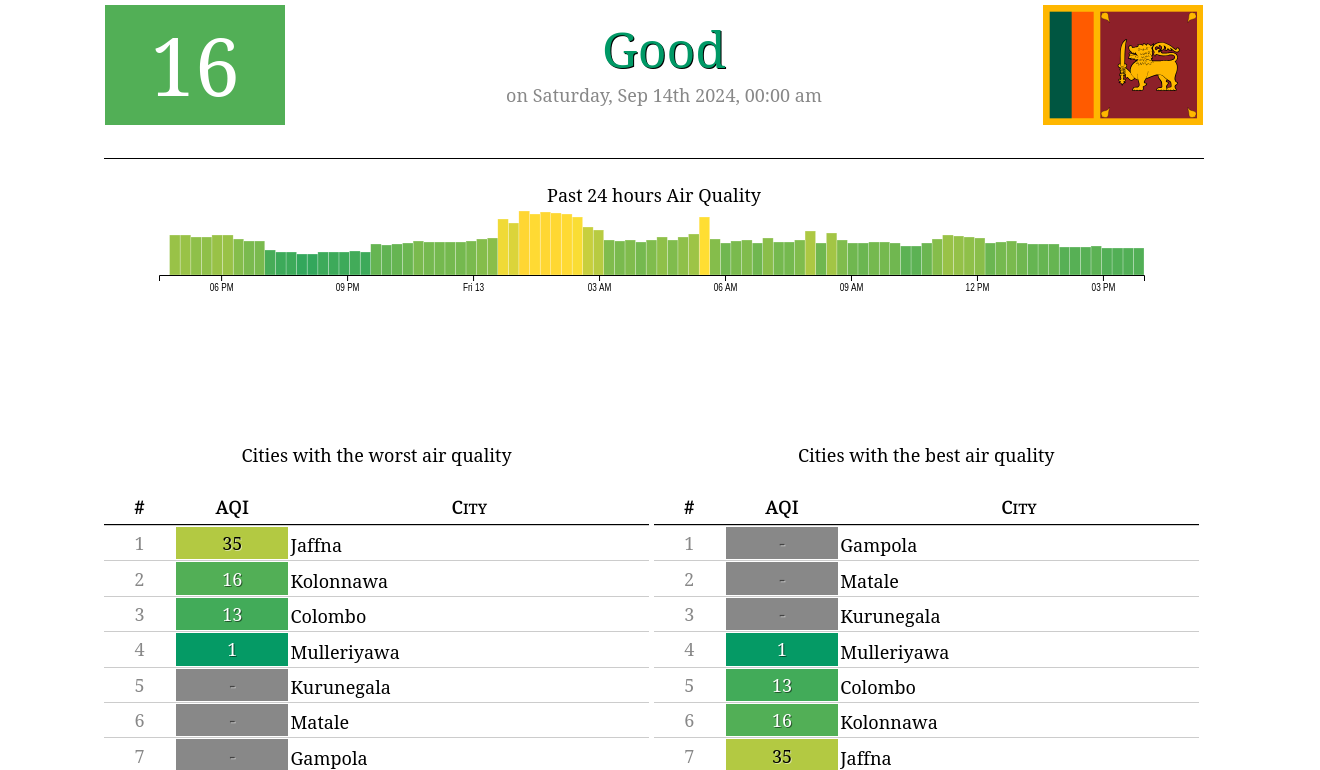 16
Good
on Saturday, Sep 14th 2024, 00:00 am
Past 24 hours Air Quality
06 PM 09 PM Fri 13 03 AM 06 AM 09 AM 12 PM 03 PM
Cities with the worst air quality
# AQI City
1 35 Jaffna
2 16 Kolonnawa
3 13 Colombo
4 1 Mulleriyawa
5 - Kurunegala
6 - Matale
7 - Gampola
Cities with the best air quality
# AQI City
1 - Gampola
2 - Matale
3 - Kurunegala
4 1 Mulleriyawa
5 13 Colombo
6 16 Kolonnawa
7 35 Jaffna